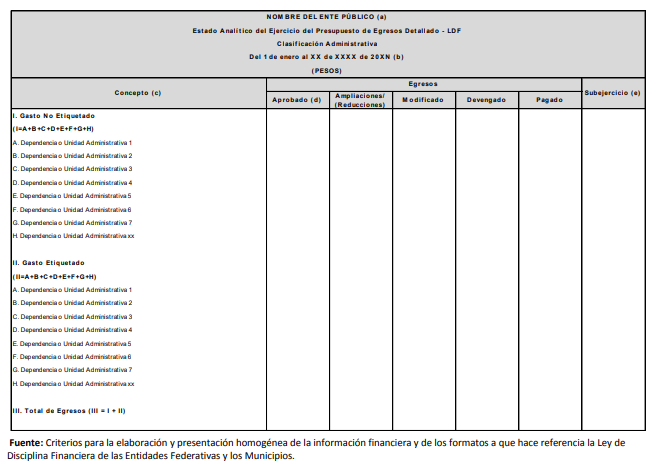 NOMBRE DEL ENTE PÚBLICO (a)
Estado Analítico del Ejercicio del Presupuesto de Egresos Detallado - LDF
Clasificación Administrativa
Del 1 de enero al XX de XXXX de 20XN (b)
(PESOS)
Concepto (c)
Egresos
Subejercicio (e)
Aprobado (d)
Ampliaciones/
(Reducciones)
Modificado
Devengado
Pagado
I. Gasto No Etiquetado
(I=A+B+C+D+E+F+G+H)
A. Dependencia o Unidad Administrativa 1
B. Dependencia o Unidad Administrativa 2
C. Dependencia o Unidad Administrativa 3
D. Dependencia o Unidad Administrativa 4
E. Dependencia o Unidad Administrativa 5
F. Dependencia o Unidad Administrativa 6
G. Dependencia o Unidad Administrativa 7
H. Dependencia o Unidad Administrativa xx
II. Gasto Etiquetado
(II=A+B+C+D+E+F+G+H)
A. Dependencia o Unidad Administrativa 1
B. Dependencia o Unidad Administrativa 2
C. Dependencia o Unidad Administrativa 3
D. Dependencia o Unidad Administrativa 4
E. Dependencia o Unidad Administrativa 5
F. Dependencia o Unidad Administrativa 6
G. Dependencia o Unidad Administrativa 7
H. Dependencia o Unidad Administrativa xx
III. Total de Egresos (III = I + II)
Fuente: Criterios para la elaboración y presentación homogénea de la información financiera y de los formatos a que hace referencia la Ley de
Disciplina Financiera de las Entidades Federativas y los Municipios.